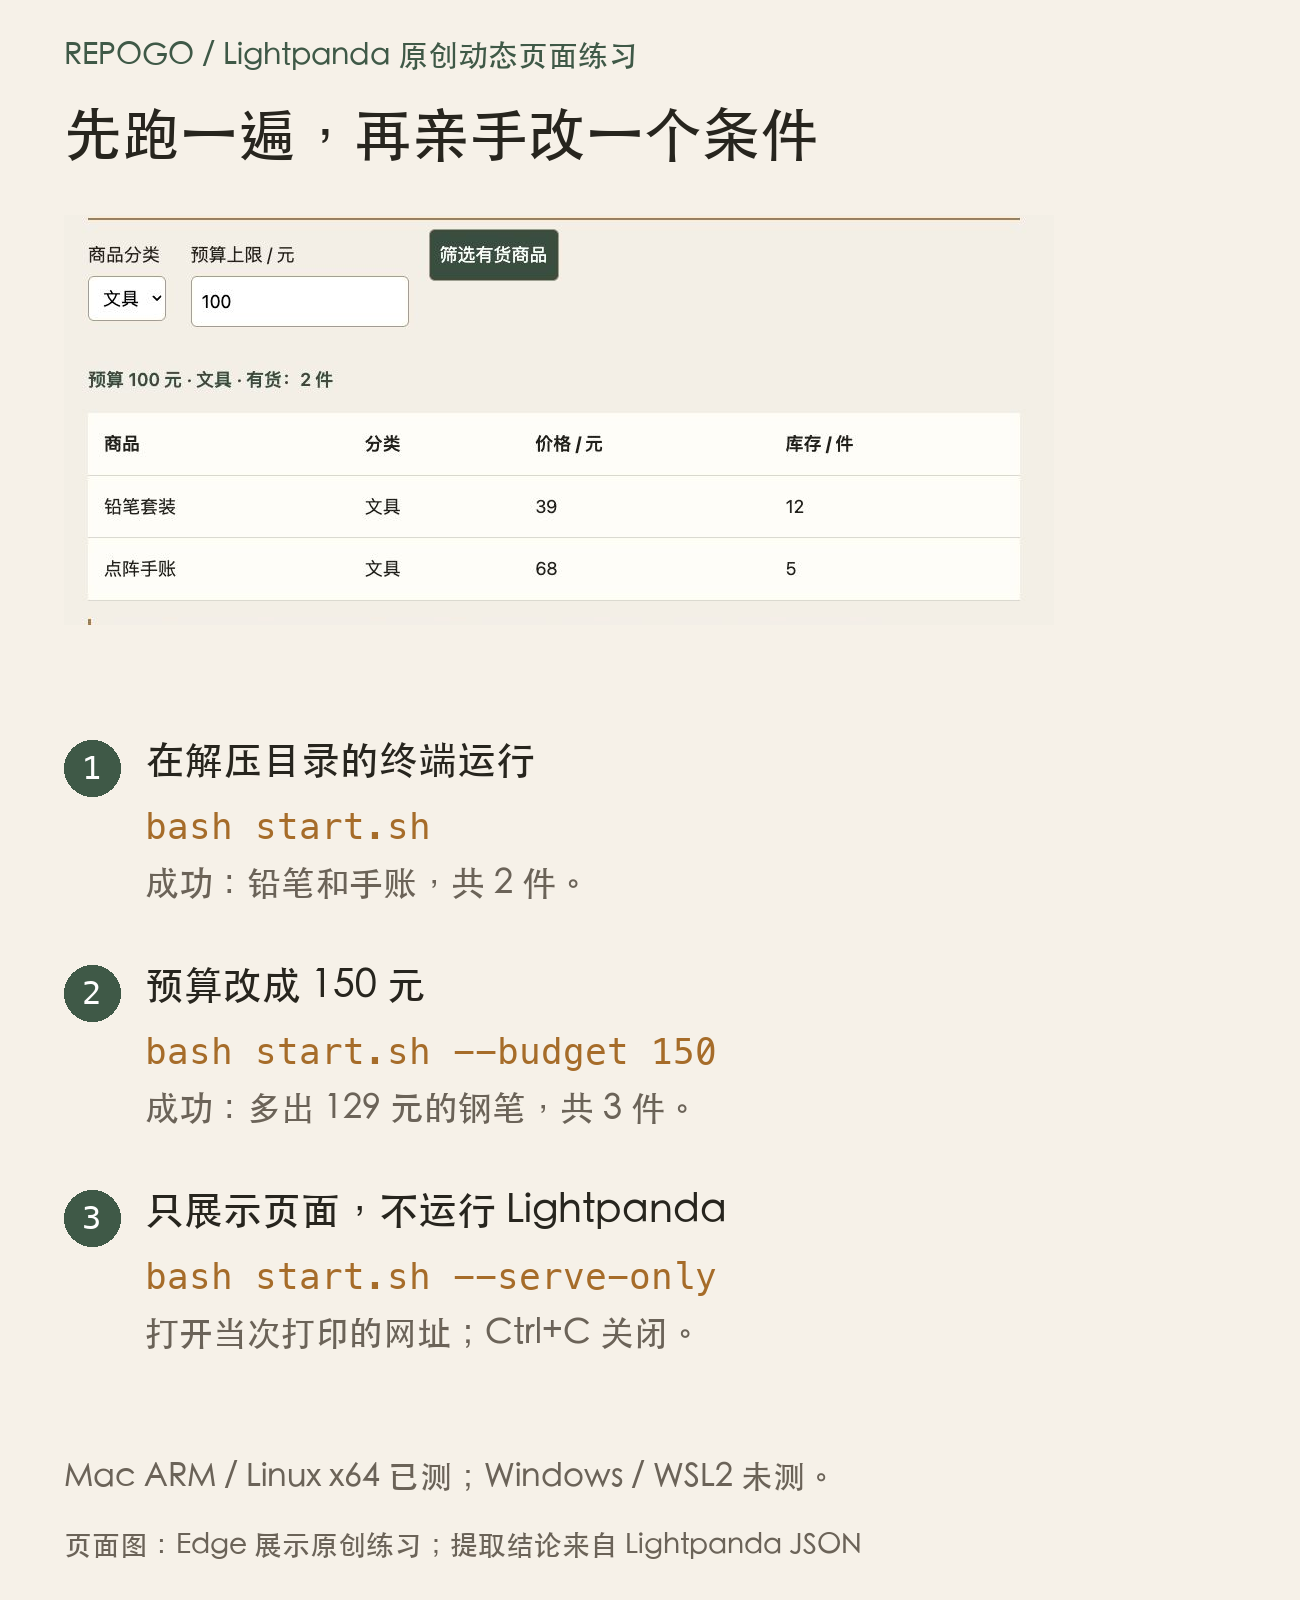 REPOGO / Lightpanda 原创动态页面练习
先跑一遍，再亲手改一个条件
商品分类 预算上限 / 元 筛选有货商品
文具 100
预算 100 元 · 文具 · 有货：2 件
商品 分类 价格 / 元 库存 / 件
铅笔套装 文具 39 12
点阵手账 文具 68 5
1 在解压目录的终端运行
bash start.sh
成功：铅笔和手账，共 2 件。
2 预算改成 150 元
bash start.sh --budget 150
成功：多出 129 元的钢笔，共 3 件。
3 只展示页面，不运行 Lightpanda
bash start.sh --serve-only
打开当次打印的网址；Ctrl+C 关闭。
Mac ARM / Linux x64 已测；Windows / WSL2 未测。
页面图：Edge 展示原创练习；提取结论来自 Lightpanda JSON